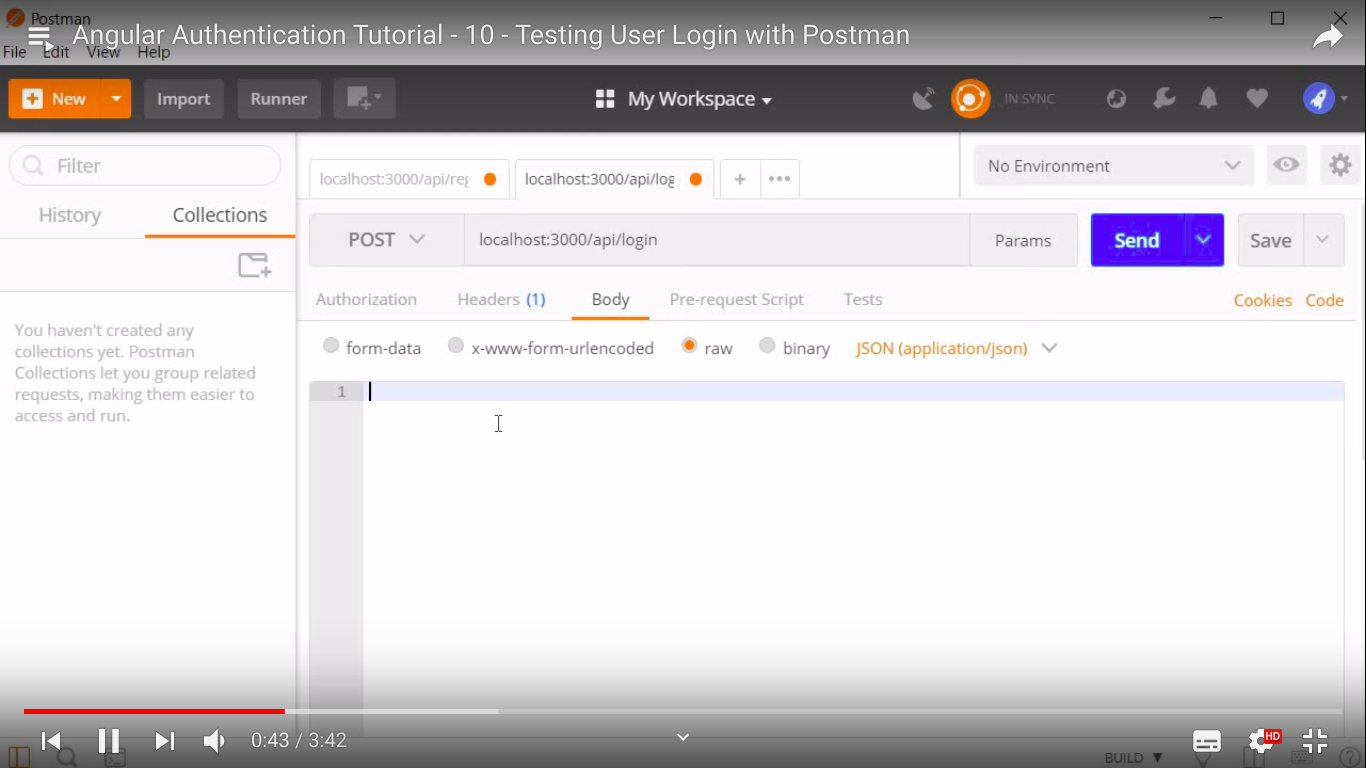 Postman
Angular Authentication Tutorial - 10 - Testing User Login with Postman
File Edit View Help
New Import Runner My Workspace IN SYNC
Filter
No Environment
localhost:3000/api/reg localhost:3000/api/log + •••
History Collections
POST localhost:3000/api/login Params Send Save
Authorization Headers (1) Body Pre-request Script Tests Cookies Code
form-data x-www-form-urlencoded raw binary JSON (application/json)
You haven't created any
collections yet. Postman
Collections let you group related
requests, making them easier to
access and run.
1
0:43 / 3:42
HD
BUILD